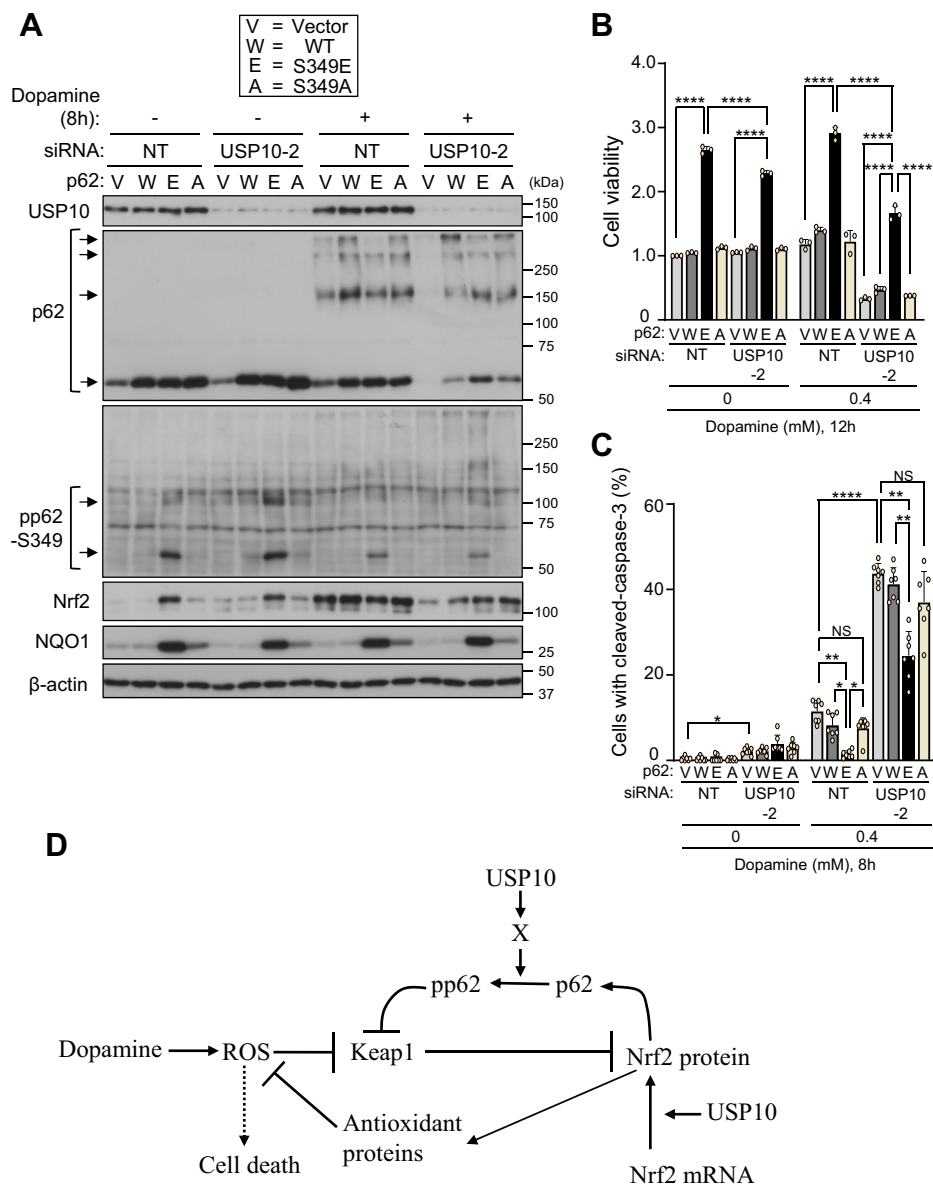 A
V = Vector
W = WT
E = S349E
A = S349A
Dopamine
(8h): - - + +
siRNA: NT USP10-2 NT USP10-2
p62: V W E A V W E A V W E A V W E A (kDa)
USP10
150
100
p62
250
150
100
75
50
pp62
-S349
250
150
100
75
50
Nrf2
100
NQO1
25
β-actin
50
37
B
Cell viability
4.0
3.0
2.0
1.0
0
**** **** ****
**** **** ****
**** ****
p62: V W E A V W E A V W E A V W E A
siRNA: NT USP10 -2 NT USP10 -2
0 0.4
Dopamine (mM), 12h
C
Cells with cleaved-caspase-3 (%)
60
40
20
0
NS
**** **
**
NS
**
* *
*
p62: V W E A V W E A V W E A V W E A
siRNA: NT USP10 -2 NT USP10 -2
0 0.4
Dopamine (mM), 8h
D
USP10
X
pp62 p62
Dopamine ROS Keap1 Nrf2 protein
Antioxidant
proteins
USP10
Cell death
Nrf2 mRNA